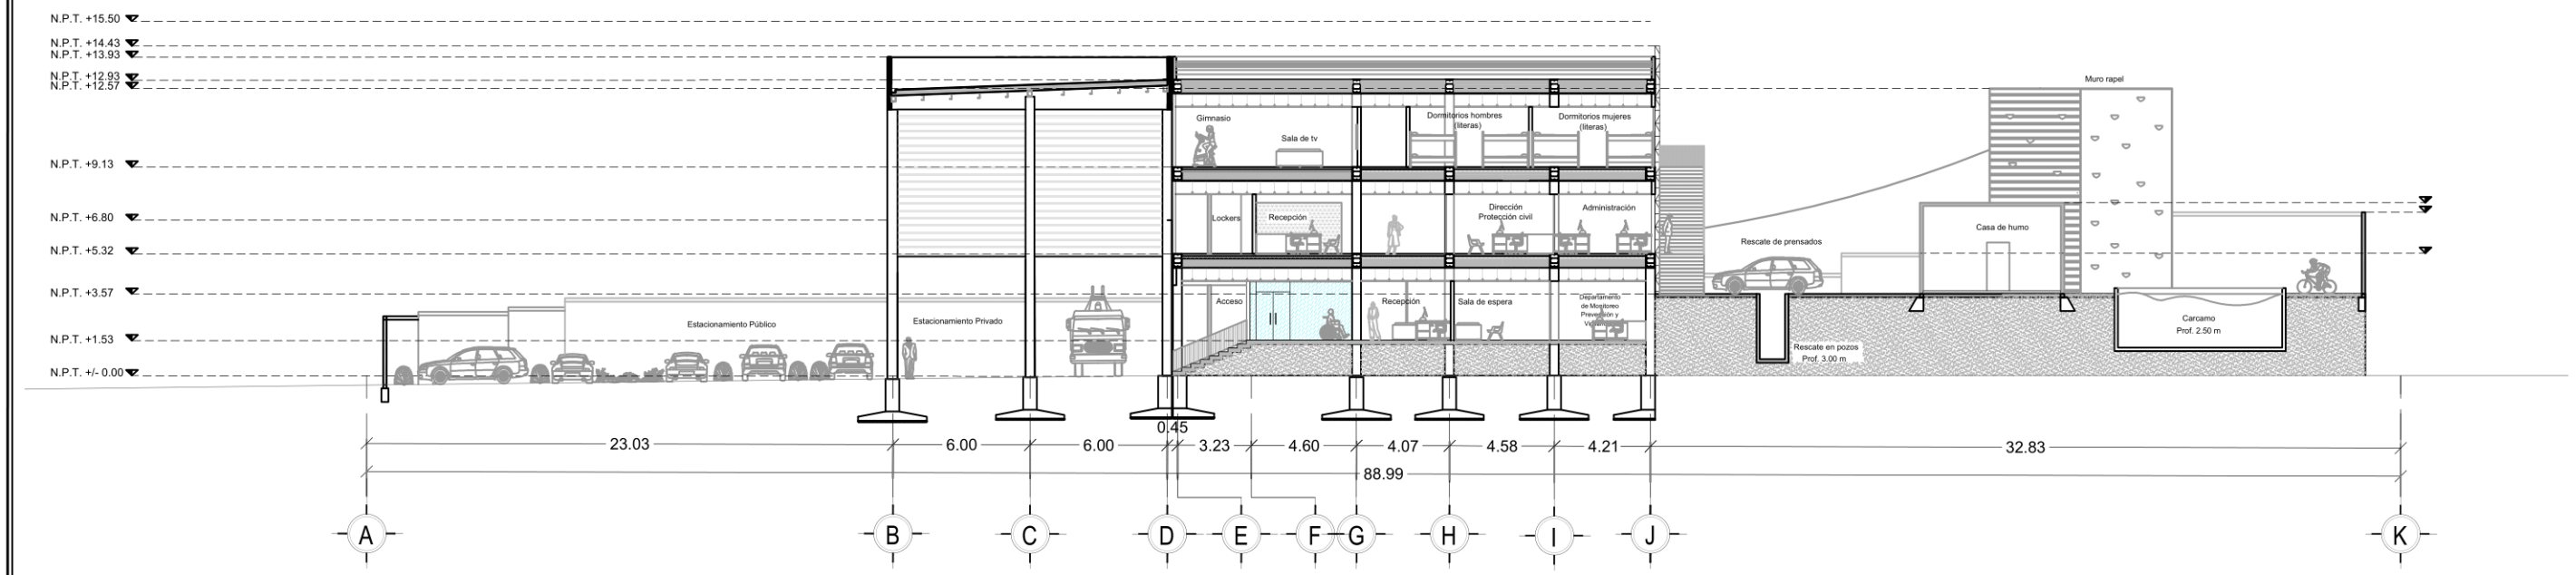 N.P.T. +15.50
N.P.T. +14.43
N.P.T. +13.93
N.P.T. +12.93
N.P.T. +12.57
N.P.T. +9.13
N.P.T. +6.80
N.P.T. +5.32
N.P.T. +3.57
N.P.T. +1.53
N.P.T. +/- 0.00
Muro rapel
Gimnasio
Sala de tv
Dormitorios hombres
(literas)
Dormitorios mujeres
(literas)
Lockers
Recepción
Dirección
Protección civil
Administración
Rescate de prensados
Casa de humo
Estacionamiento Público
Estacionamiento Privado
Acceso
Recepción
Sala de espera
Departamento
de Monitoreo
Prevención y
Carcamo
Prof. 2.50 m
Rescate en pozos
Prof. 3.00 m
23.03
6.00
6.00
0.45
3.23
4.60
4.07
4.58
4.21
32.83
88.99
A
B
C
D
E
F
G
H
I
J
K